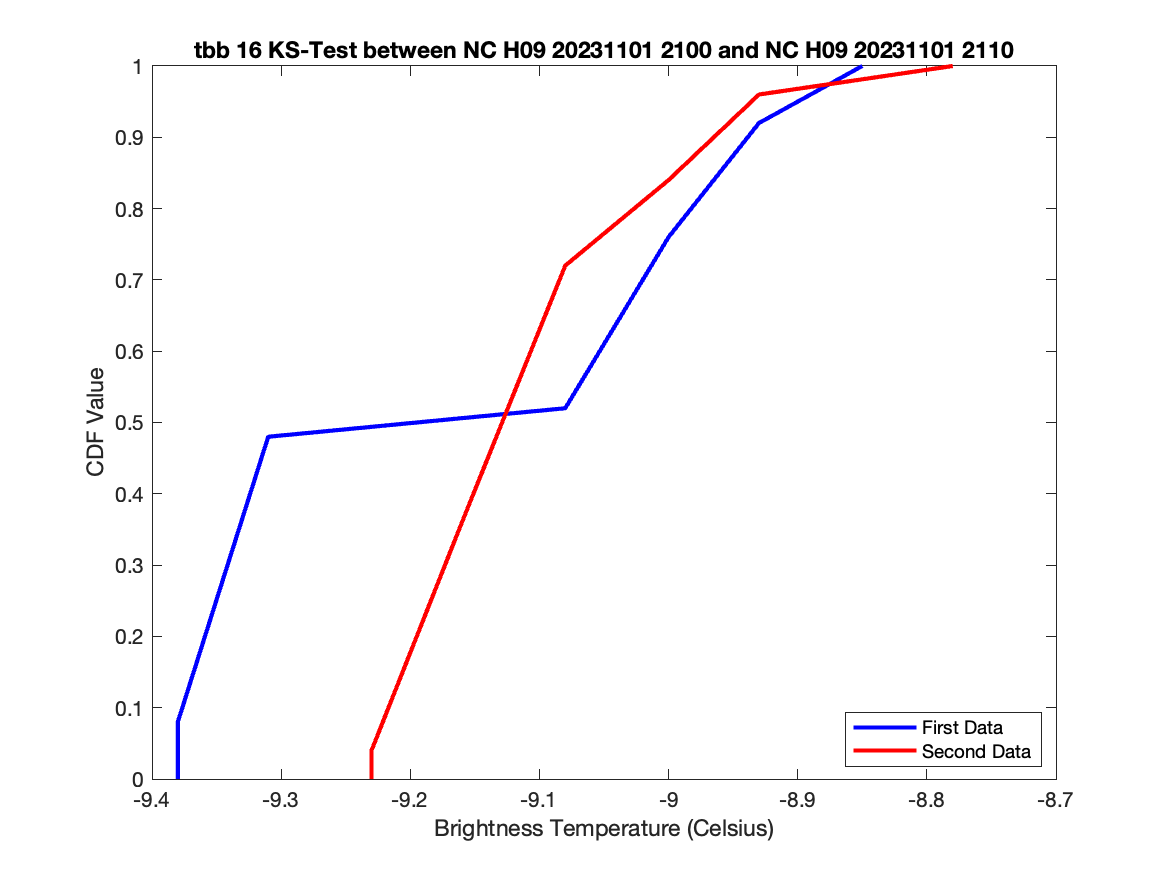 tbb 16 KS-Test between NC H09 20231101 2100 and NC H09 20231101 2110
1
0.9
0.8
0.7
0.6
0.5
0.4
0.3
0.2
0.1
0
CDF Value
First Data
Second Data
-9.4 -9.3 -9.2 -9.1 -9 -8.9 -8.8 -8.7
Brightness Temperature (Celsius)